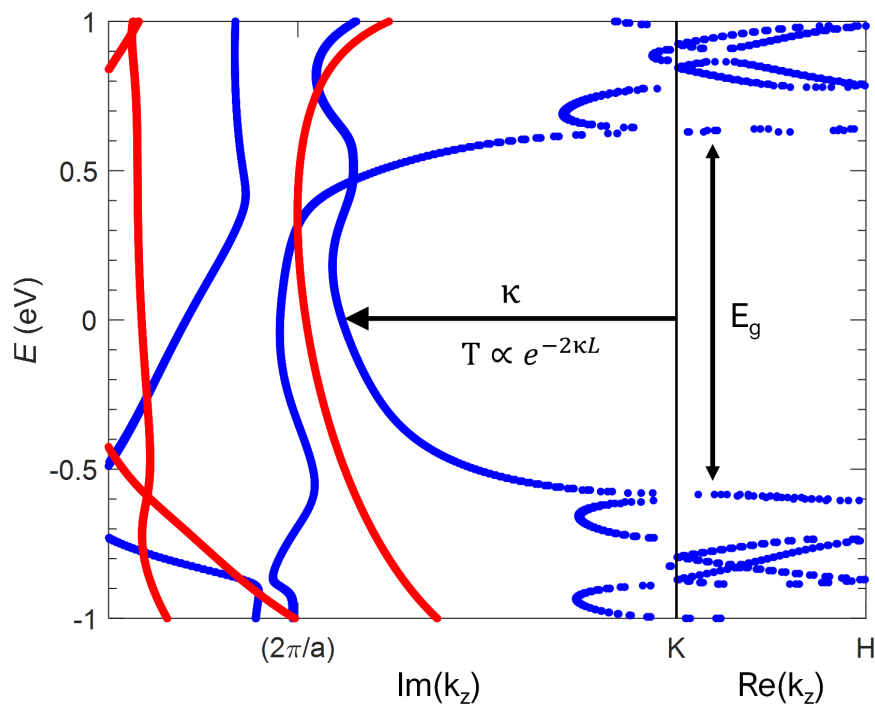 1
0.5
0
-0.5
-1
E (eV)
κ
T ∝ e^{-2κL}
E_g
(2π/a)
K
H
Im(k_z)
Re(k_z)